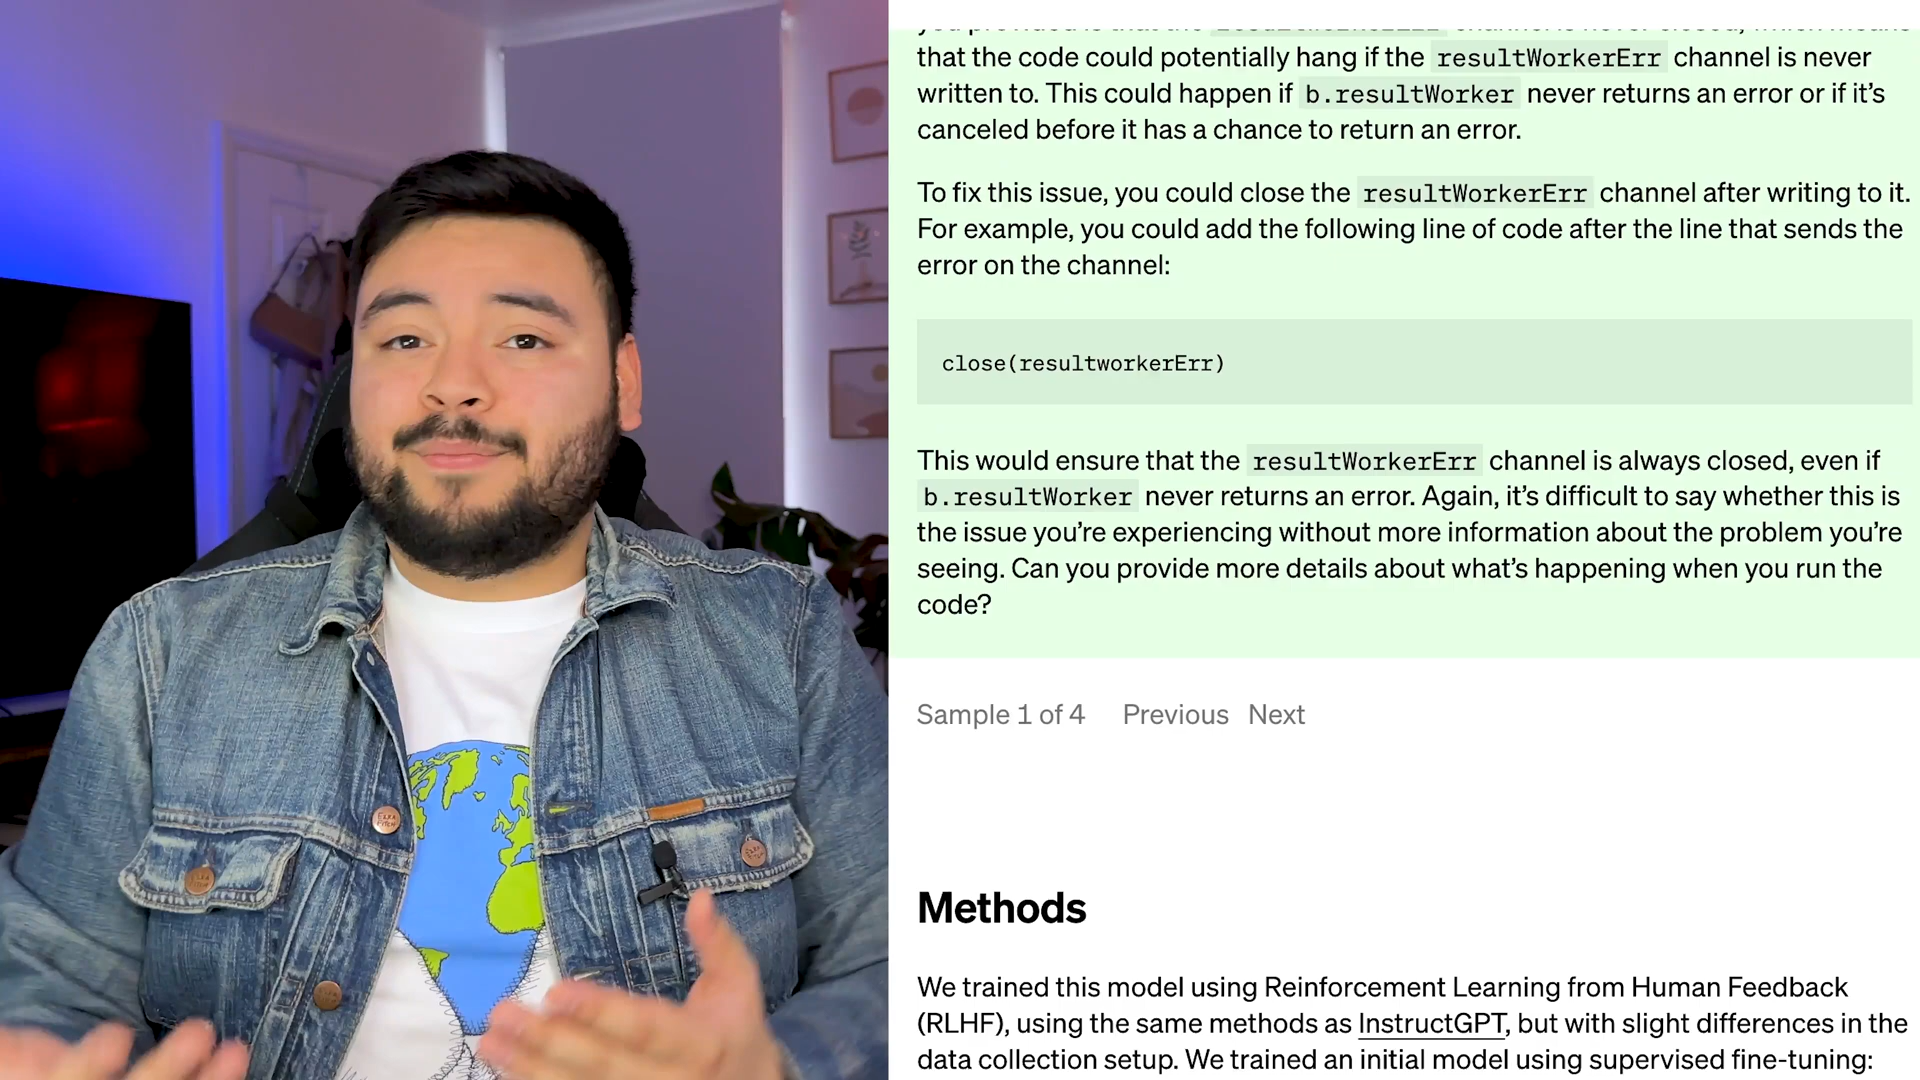 that the code could potentially hang if the resultWorkerErr channel is never
written to. This could happen if b.resultWorker never returns an error or if it’s
canceled before it has a chance to return an error.
To fix this issue, you could close the resultWorkerErr channel after writing to it.
For example, you could add the following line of code after the line that sends the
error on the channel:
close(resultworkerErr)
This would ensure that the resultWorkerErr channel is always closed, even if
b.resultWorker never returns an error. Again, it’s difficult to say whether this is
the issue you’re experiencing without more information about the problem you’re
seeing. Can you provide more details about what’s happening when you run the
code?
Sample 1 of 4 Previous Next
Methods
We trained this model using Reinforcement Learning from Human Feedback
(RLHF), using the same methods as InstructGPT, but with slight differences in the
data collection setup. We trained an initial model using supervised fine-tuning: